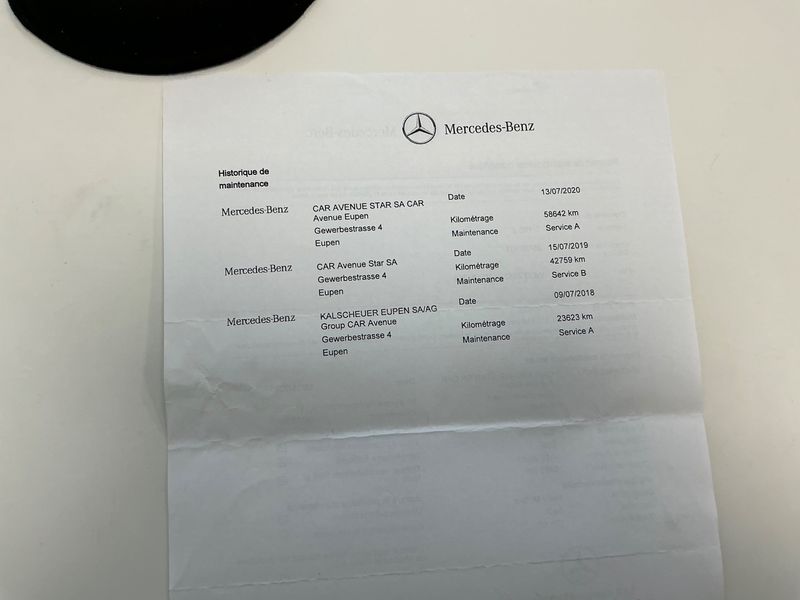 Mercedes-Benz
Historique de
maintenance
Mercedes-Benz
CAR AVENUE STAR SA CAR
Avenue Eupen
Gewerbestrasse 4
Eupen
Date 13/07/2020
Kilométrage 58642 km
Maintenance Service A
Mercedes-Benz
CAR Avenue Star SA
Gewerbestrasse 4
Eupen
Date 15/07/2019
Kilométrage 42759 km
Maintenance Service B
Mercedes-Benz
KALSCHEUER EUPEN SA/AG
Group CAR Avenue
Gewerbestrasse 4
Eupen
Date 09/07/2018
Kilométrage 23623 km
Maintenance Service A